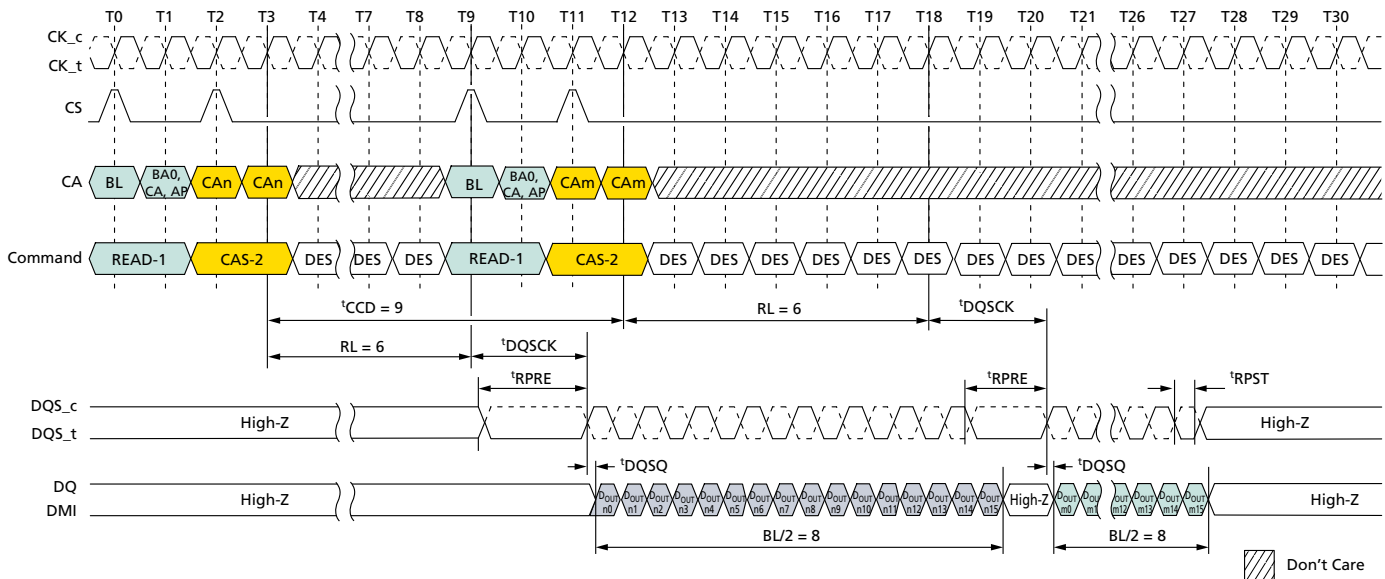 T0 T1 T2 T3 T4 T7 T8 T9 T10 T11 T12 T13 T14 T15 T16 T17 T18 T19 T20 T21 T26 T27 T28 T29 T30
CK_c
CK_t
CS
CA BL BA0, CA, AP CAn CAn BL BA0, CA, AP CAm CAm
Command READ-1 CAS-2 DES DES DES READ-1 CAS-2 DES DES DES DES DES DES DES DES DES DES DES DES DES DES
tCCD = 9 RL = 6 tDQSCK
RL = 6 tDQSCK
tRPRE tRPRE tRPST
DQS_c
DQS_t
High-Z High-Z
tDQSQ tDQSQ
DQ
DMI
High-Z DOUT n0 DOUT n1 DOUT n2 DOUT n3 DOUT n4 DOUT n5 DOUT n6 DOUT n7 DOUT n8 DOUT n9 DOUT n10 DOUT n11 DOUT n12 DOUT n13 DOUT n14 DOUT n15 High-Z DOUT m0 DOUT m1 DOUT m12 DOUT m13 DOUT m14 DOUT m15 High-Z
BL/2 = 8 BL/2 = 8
Don't Care